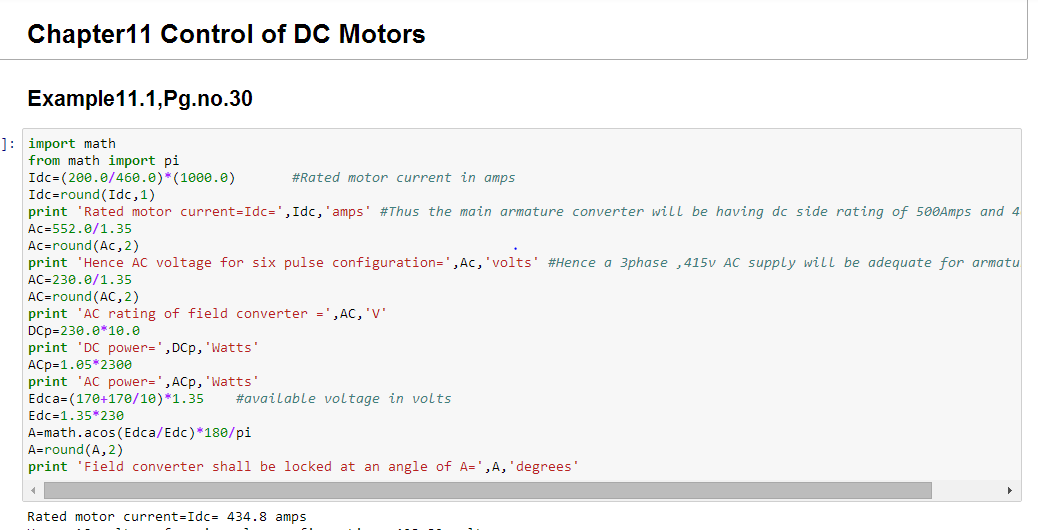 Chapter11 Control of DC Motors
Example11.1,Pg.no.30
]: import math
from math import pi
Idc=(200.0/460.0)*(1000.0) #Rated motor current in amps
Idc=round(Idc,1)
print 'Rated motor current=Idc=',Idc,'amps' #Thus the main armature converter will be having dc side rating of 500Amps and 4
Ac=552.0/1.35
Ac=round(Ac,2)
print 'Hence AC voltage for six pulse configuration=',Ac,'volts' #Hence a 3phase ,415v AC supply will be adequate for armatu
AC=230.0/1.35
AC=round(AC,2)
print 'AC rating of field converter =',AC,'V'
DCp=230.0*10.0
print 'DC power=',DCp,'Watts'
ACp=1.05*2300
print 'AC power=',ACp,'Watts'
Edca=(170+170/10)*1.35 #available voltage in volts
Edc=1.35*230
A=math.acos(Edca/Edc)*180/pi
A=round(A,2)
print 'Field converter shall be locked at an angle of A=',A,'degrees'
Rated motor current=Idc= 434.8 amps